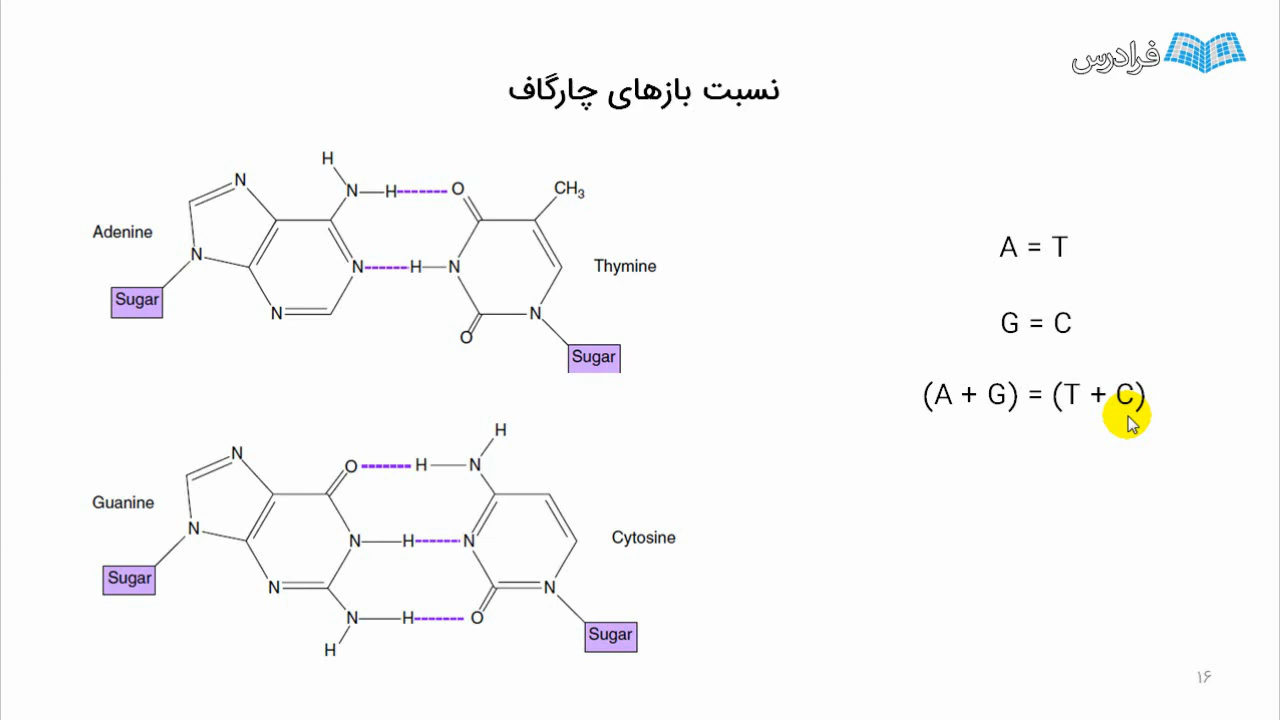 فرادرس
نسبت بازهای چارگاف
H
N
N
H
O
CH₃
Adenine
N
N
H
N
Thymine
Sugar
N
O
N
Sugar
A = T
G = C
(A + G) = (T + C)
H
N
O
H
N
Guanine
N
N
H
N
Cytosine
Sugar
N
N
N
H
O
H
Sugar
۱۶